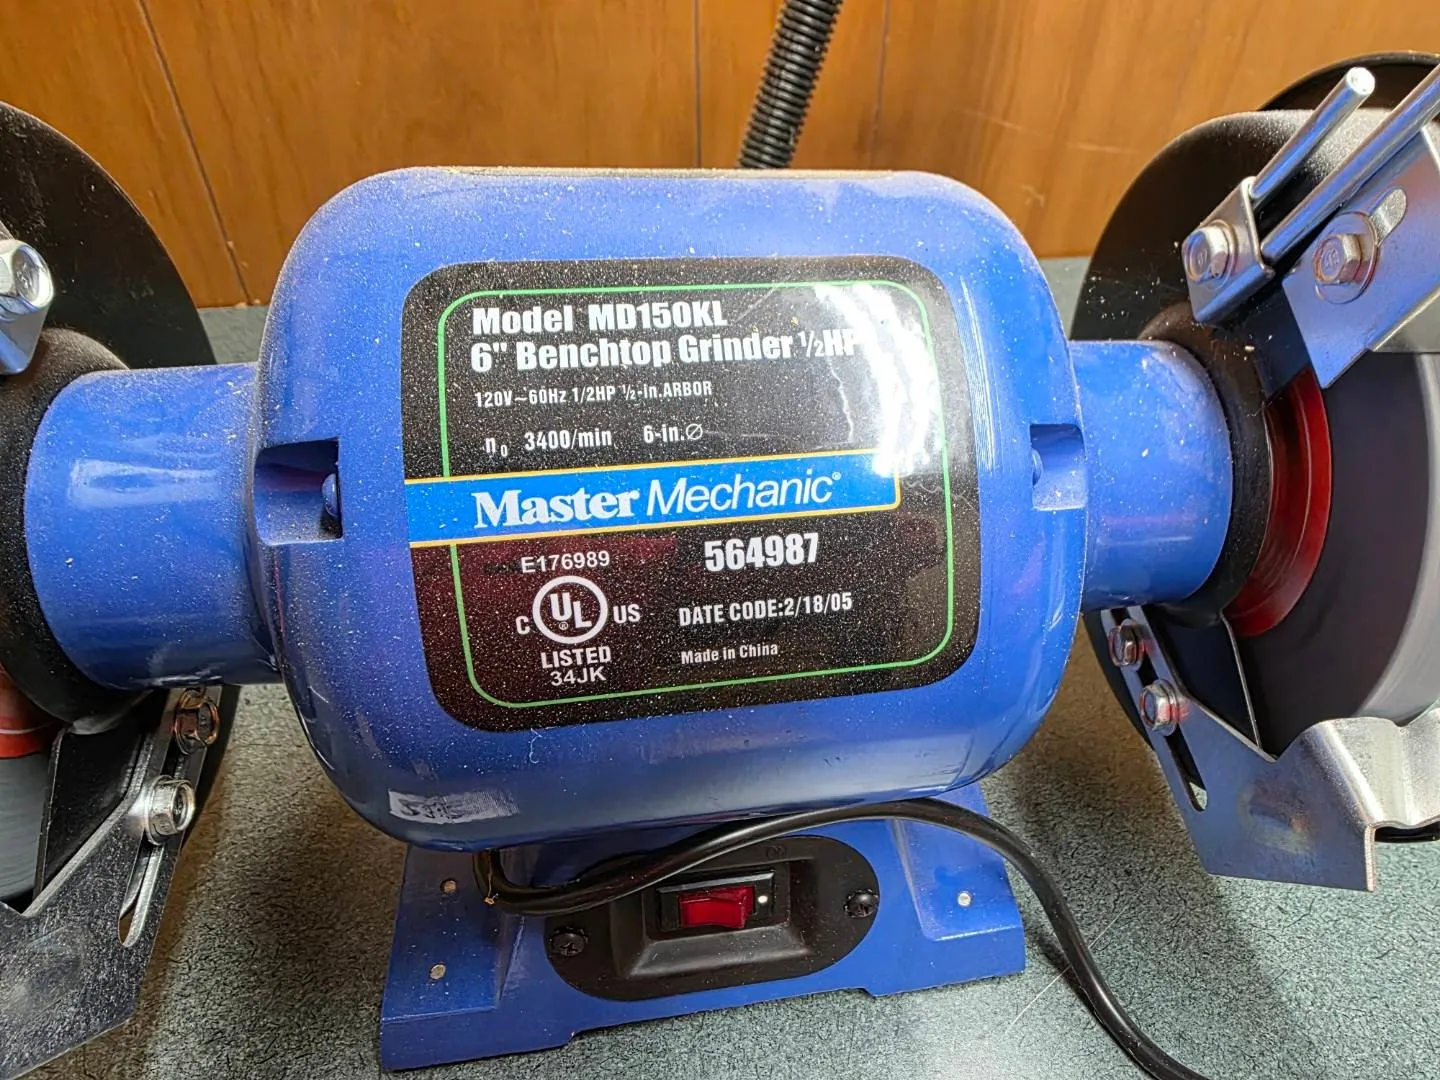 Model MD150KL
6" Benchtop Grinder ½HP
120V~60Hz 1/2HP ½-in.ARBOR
n₀ 3400/min 6-in.∅
Master Mechanic®
E176989
564987
C UL® US
DATE CODE:2/18/05
LISTED
Made in China
34JK